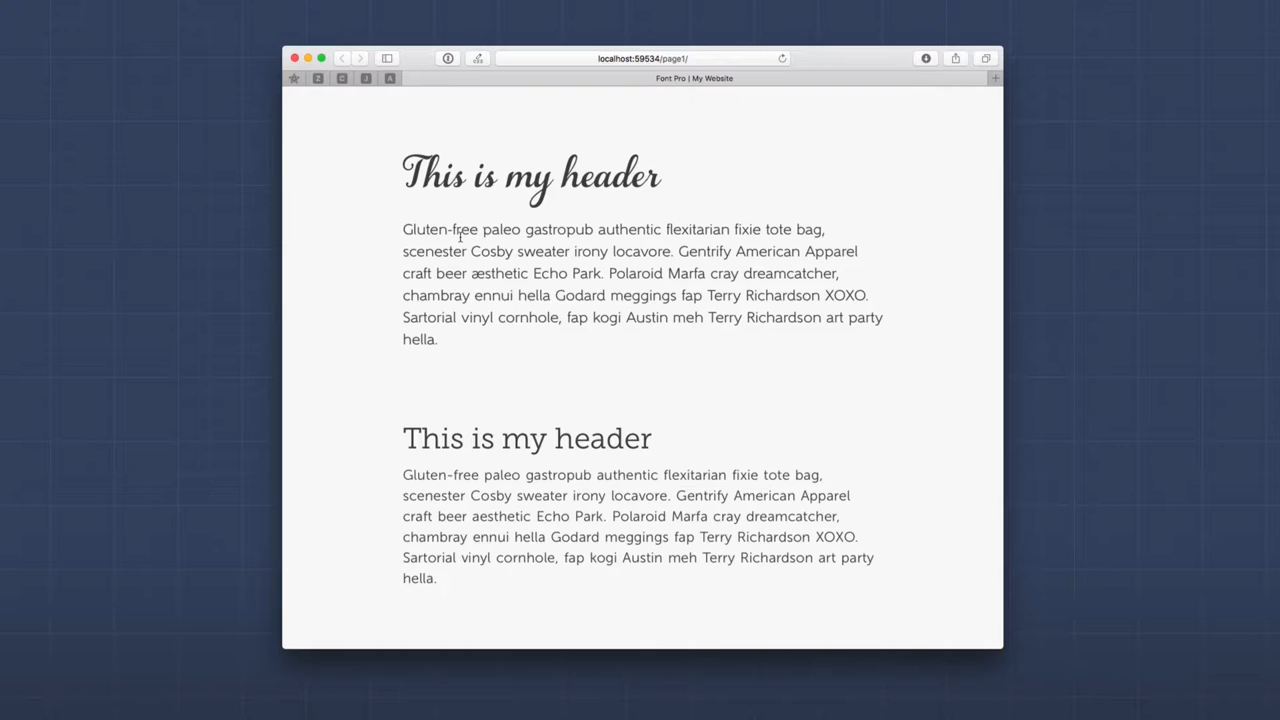 localhost:59534/page1/
Z C J A
Font Pro | My Website
This is my header
Gluten-free paleo gastropub authentic flexitarian fixie tote bag,
scenester Cosby sweater irony locavore. Gentrify American Apparel
craft beer æsthetic Echo Park. Polaroid Marfa cray dreamcatcher,
chambray ennui hella Godard meggings fap Terry Richardson XOXO.
Sartorial vinyl cornhole, fap kogi Austin meh Terry Richardson art party
hella.
This is my header
Gluten-free paleo gastropub authentic flexitarian fixie tote bag,
scenester Cosby sweater irony locavore. Gentrify American Apparel
craft beer aesthetic Echo Park. Polaroid Marfa cray dreamcatcher,
chambray ennui hella Godard meggings fap Terry Richardson XOXO.
Sartorial vinyl cornhole, fap kogi Austin meh Terry Richardson art party
hella.